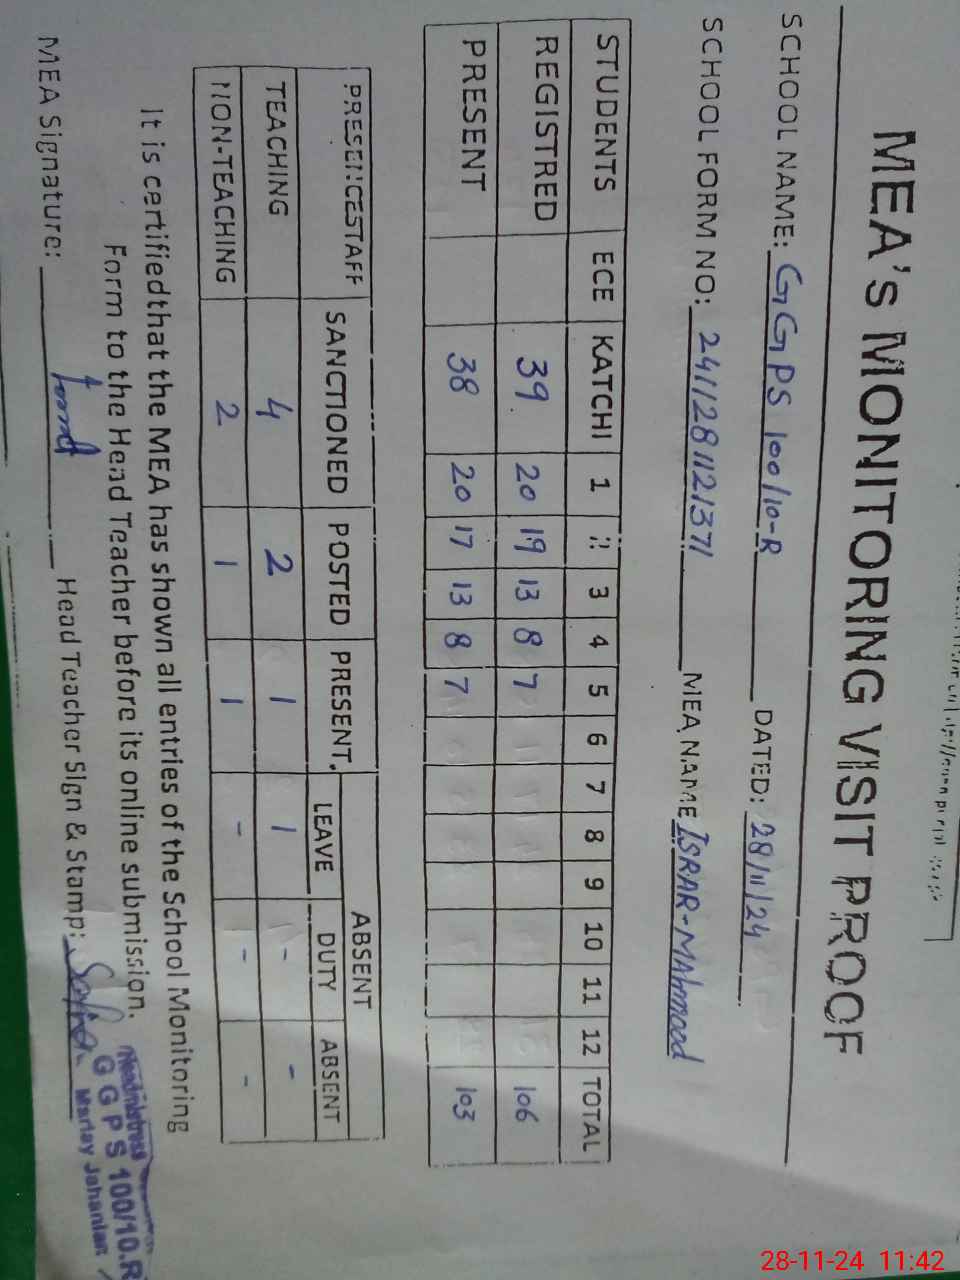 MEA's MONITORING VISIT PROOF
SCHOOL NAME: GGPS 100/10-R DATED: 28/11/24
SCHOOL FORM NO: 2411281121371 MEA NAME: ISRAR-MAhmood
STUDENTS ECE KATCHI 1 2 3 4 5 6 7 8 9 10 11 12 TOTAL
REGISTRED 39 20 19 13 8 7 106
PRESENT 38 20 17 13 8 7 103
PRESENCESTAFF SANCTIONED POSTED PRESENT ABSENT
LEAVE DUTY ABSENT
TEACHING 4 2 1 1 - -
NON-TEACHING 2 1 1 - - -
It is certified that the MEA has shown all entries of the School Monitoring
Form to the Head Teacher before its online submission.
MEA Signature: Head Teacher Sign & Stamp:
Headmistress
GGPS 100/10.R
Marlay Jahanian
28-11-24 11:42